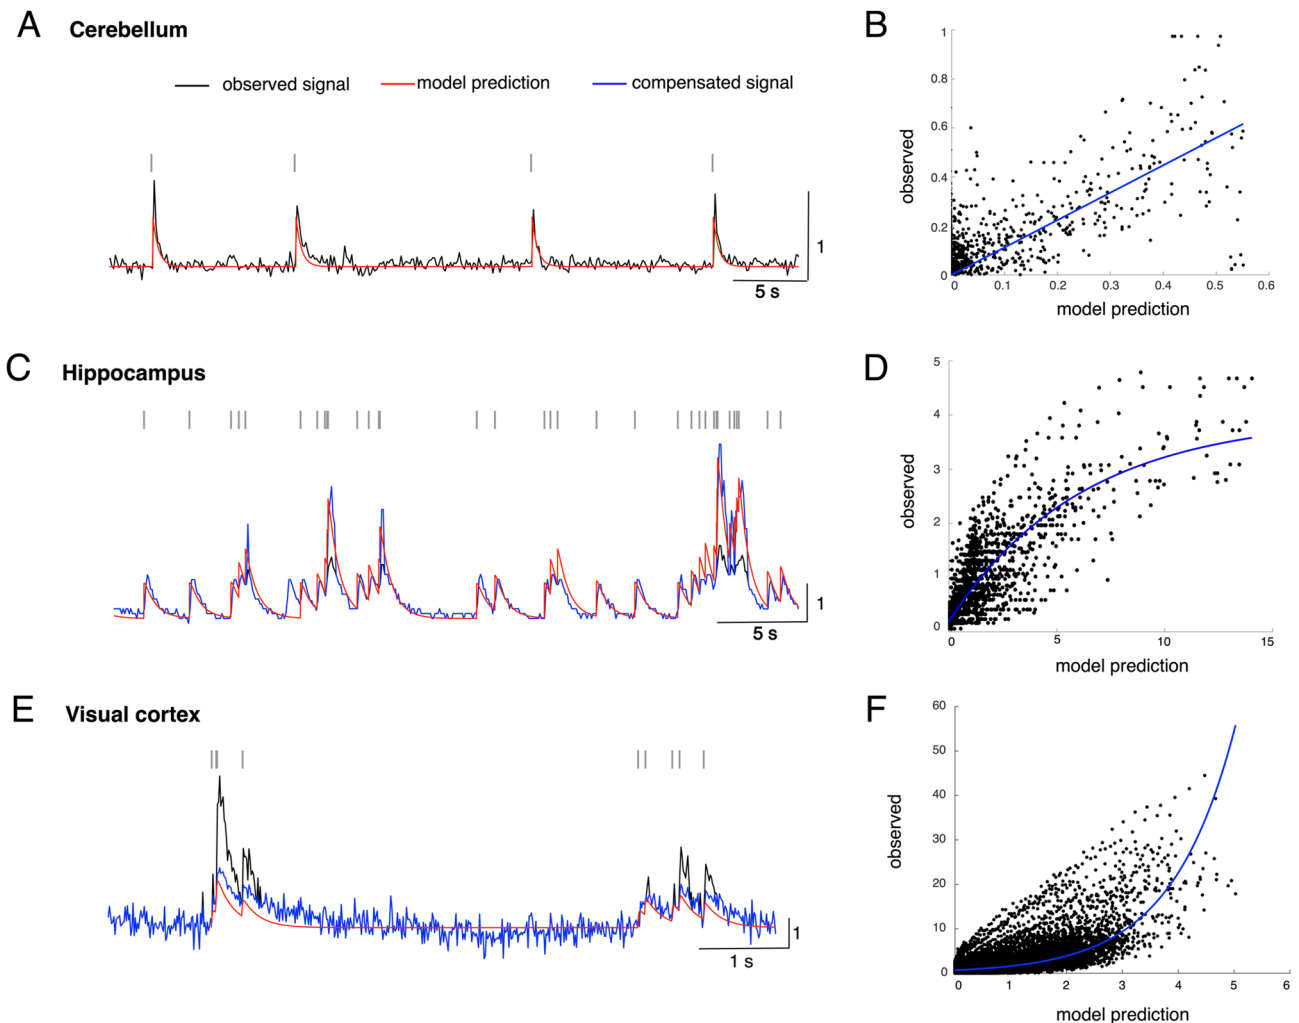 A Cerebellum
observed signal model prediction compensated signal
1
5 s
B
1
0.8
0.6
0.4
0.2
0
0 0.1 0.2 0.3 0.4 0.5 0.6
observed
model prediction
C Hippocampus
1
5 s
D
5
4
3
2
1
0
0 5 10 15
observed
model prediction
E Visual cortex
1
1 s
F
60
50
40
30
20
10
0
0 1 2 3 4 5 6
observed
model prediction